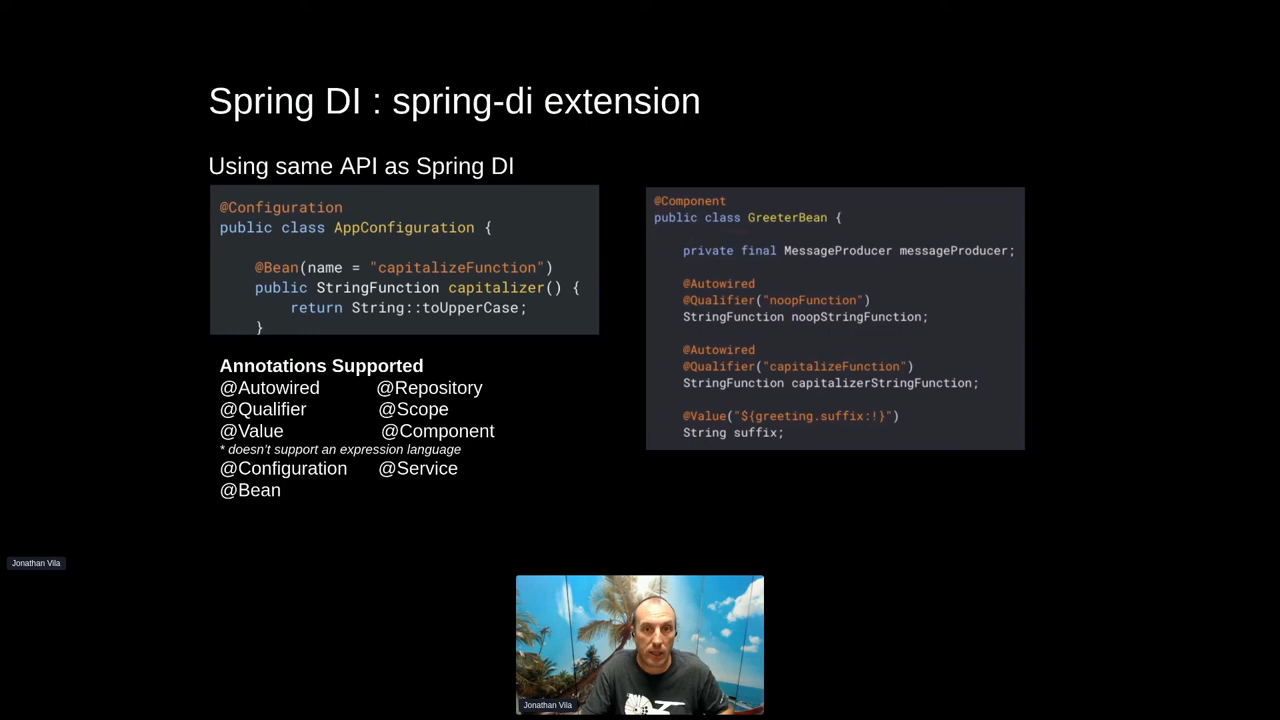 Spring DI : spring-di extension
Using same API as Spring DI
@Configuration
public class AppConfiguration {
@Bean(name = "capitalizeFunction")
public StringFunction capitalizer() {
return String::toUpperCase;
}
@Component
public class GreeterBean {
private final MessageProducer messageProducer;
@Autowired
@Qualifier("noopFunction")
StringFunction noopStringFunction;
@Autowired
@Qualifier("capitalizeFunction")
StringFunction capitalizerStringFunction;
@Value("${greeting.suffix:!}")
String suffix;
Annotations Supported
@Autowired @Repository
@Qualifier @Scope
@Value @Component
* doesn't support an expression language
@Configuration @Service
@Bean
Jonathan Vila
Jonathan Vila